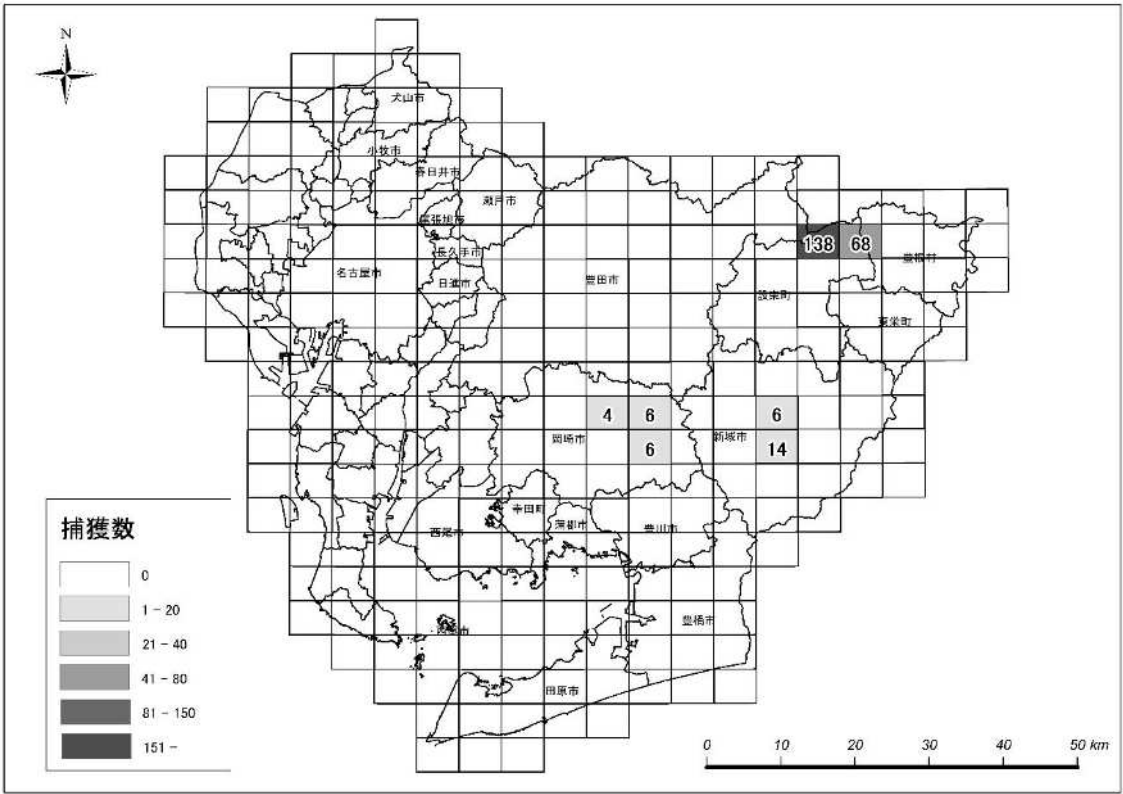 N
犬山市
小牧市
春日井市
瀬戸市
尾張旭市
138 68
長久手市
豊根村
名古屋市
豊田市
日進市
設楽町
東栄町
4 6 6
岡崎市
新城市
6 14
幸田町
蒲郡市
豊川市
西尾市
豊橋市
田原市
捕獲数
0
1 - 20
21 - 40
41 - 80
81 - 150
151 -
0 10 20 30 40 50 km